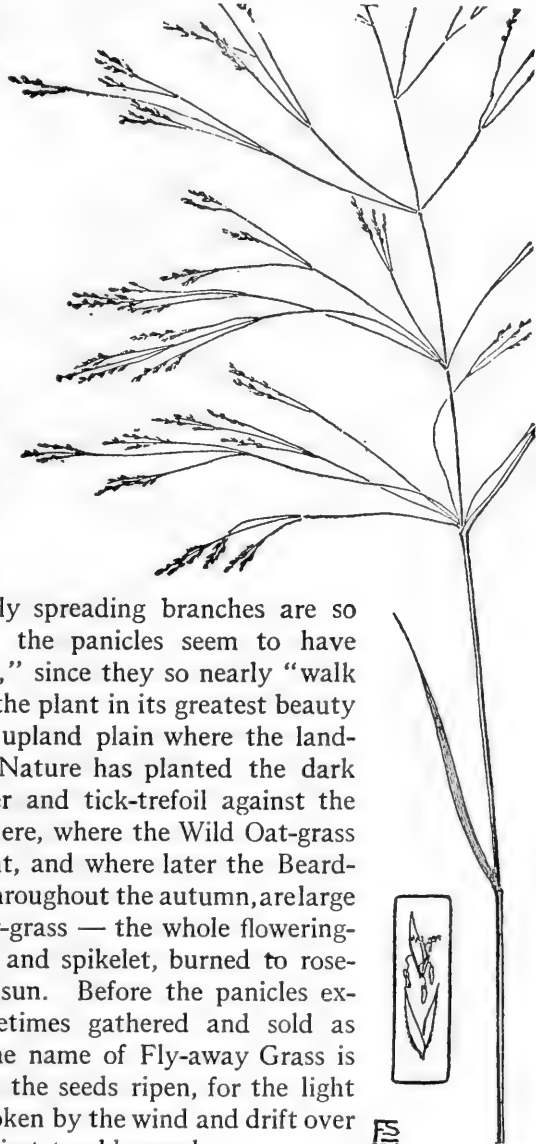 ly spreading branches are so
the panicles seem to have
," since they so nearly "walk
the plant in its greatest beauty
upland plain where the land-
Nature has planted the dark
er and tick-trefoil against the
ere, where the Wild Oat-grass
t, and where later the Beard-
hroughout the autumn, are large
-grass — the whole flowering-
and spikelet, burned to rose-
sun. Before the panicles ex-
etimes gathered and sold as
e name of Fly-away Grass is
the seeds ripen, for the light
oken by the wind and drift over
FS